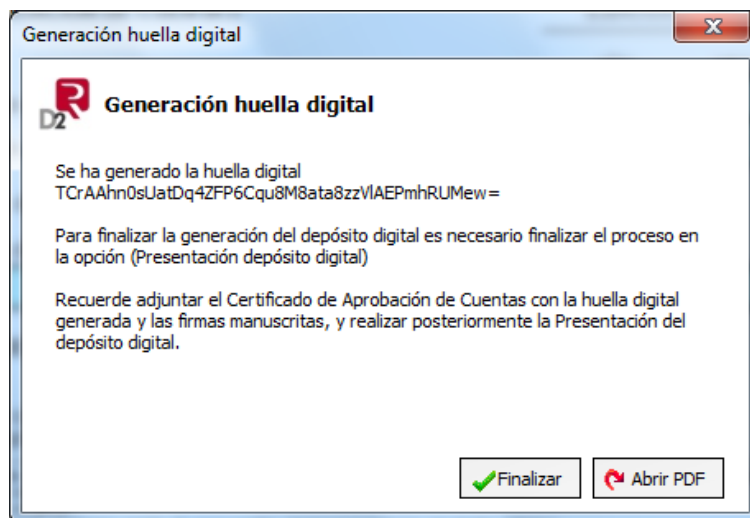 Generación huella digital
x
D2R
Generación huella digital
Se ha generado la huella digital
TCrAAhn0sUatDq4ZFP6Cqu8M8ata8zzVlAEPmhRUMew=
Para finalizar la generación del depósito digital es necesario finalizar el proceso en
la opción (Presentación depósito digital)
Recuerde adjuntar el Certificado de Aprobación de Cuentas con la huella digital
generada y las firmas manuscritas, y realizar posteriormente la Presentación del
depósito digital.
Finalizar
Abrir PDF